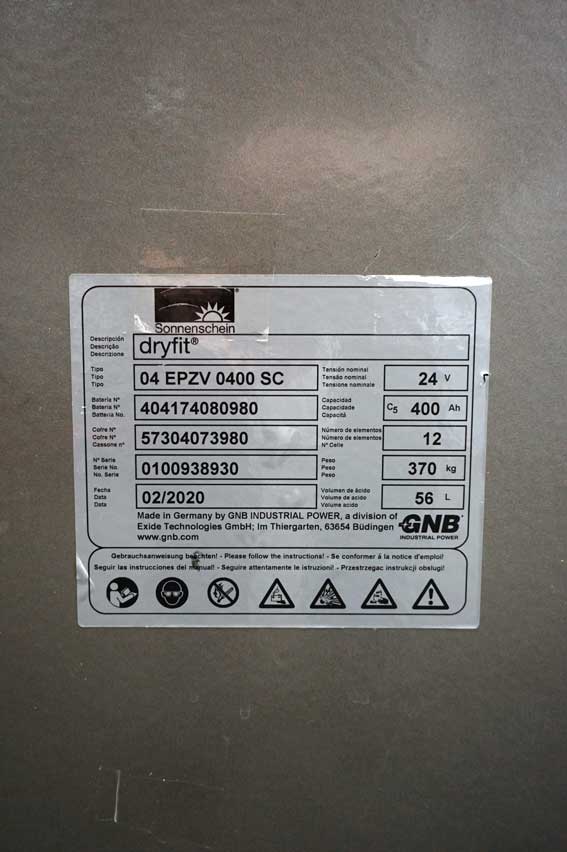 Sonnenschein®
Descripción
Descrição
Descrizione
dryfit®
Tipo
Tipo
Tipo
04 EPZV 0400 SC
Tensión nominal
Tensão nominal
Tensione nominale
24 V
Batería Nº
Bateria Nº
Batteria No.
404174080980
Capacidad
Capacidade
Capacitá
C5 400 Ah
Cofre Nº
Cofre Nº
Cassone nº
57304073980
Número de elementos
Número de elementos
Nº Celle
12
Nº Serie
Serie No.
No. Serie
0100938930
Peso
Peso
Peso
370 kg
Fecha
Data
Data
02/2020
Volumen de ácido
Volume de acido
Volume acido
56 L
Made in Germany by GNB INDUSTRIAL POWER, a division of
Exide Technologies GmbH; Im Thiergarten, 63654 Büdingen
www.gnb.com
GNB®
INDUSTRIAL POWER
Gebrauchsanweisung beachten! - Please follow the instructions! - Se conformer á la notice d'emploi!
Seguir las instrucciones del manual! - Seguire attentamente le istruzioni! - Przestrzegac instrukcji obslugi!